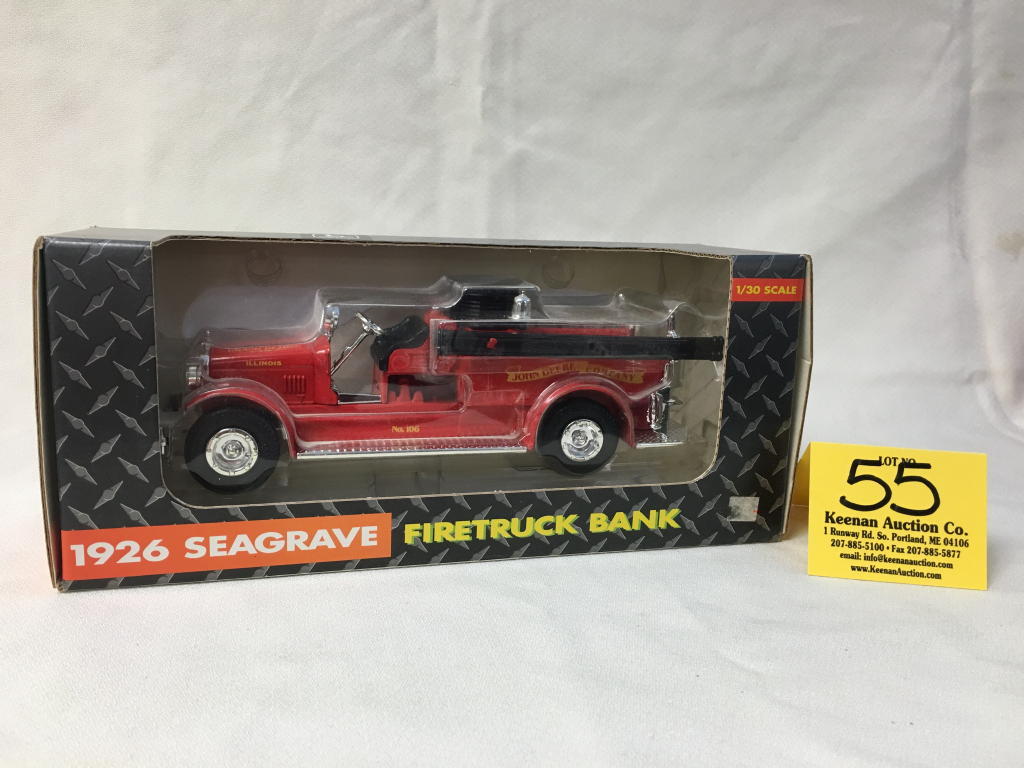 1/30 SCALE
ILLINOIS
JOHN DEERE COMPANY
No. 106
1926 SEAGRAVE
FIRETRUCK BANK
LOT NO.
55
Keenan Auction Co.
1 Runway Rd. So. Portland, ME 04106
207-885-5100 • Fax 207-885-5877
email: info@keenanauction.com
www.KeenanAuction.com